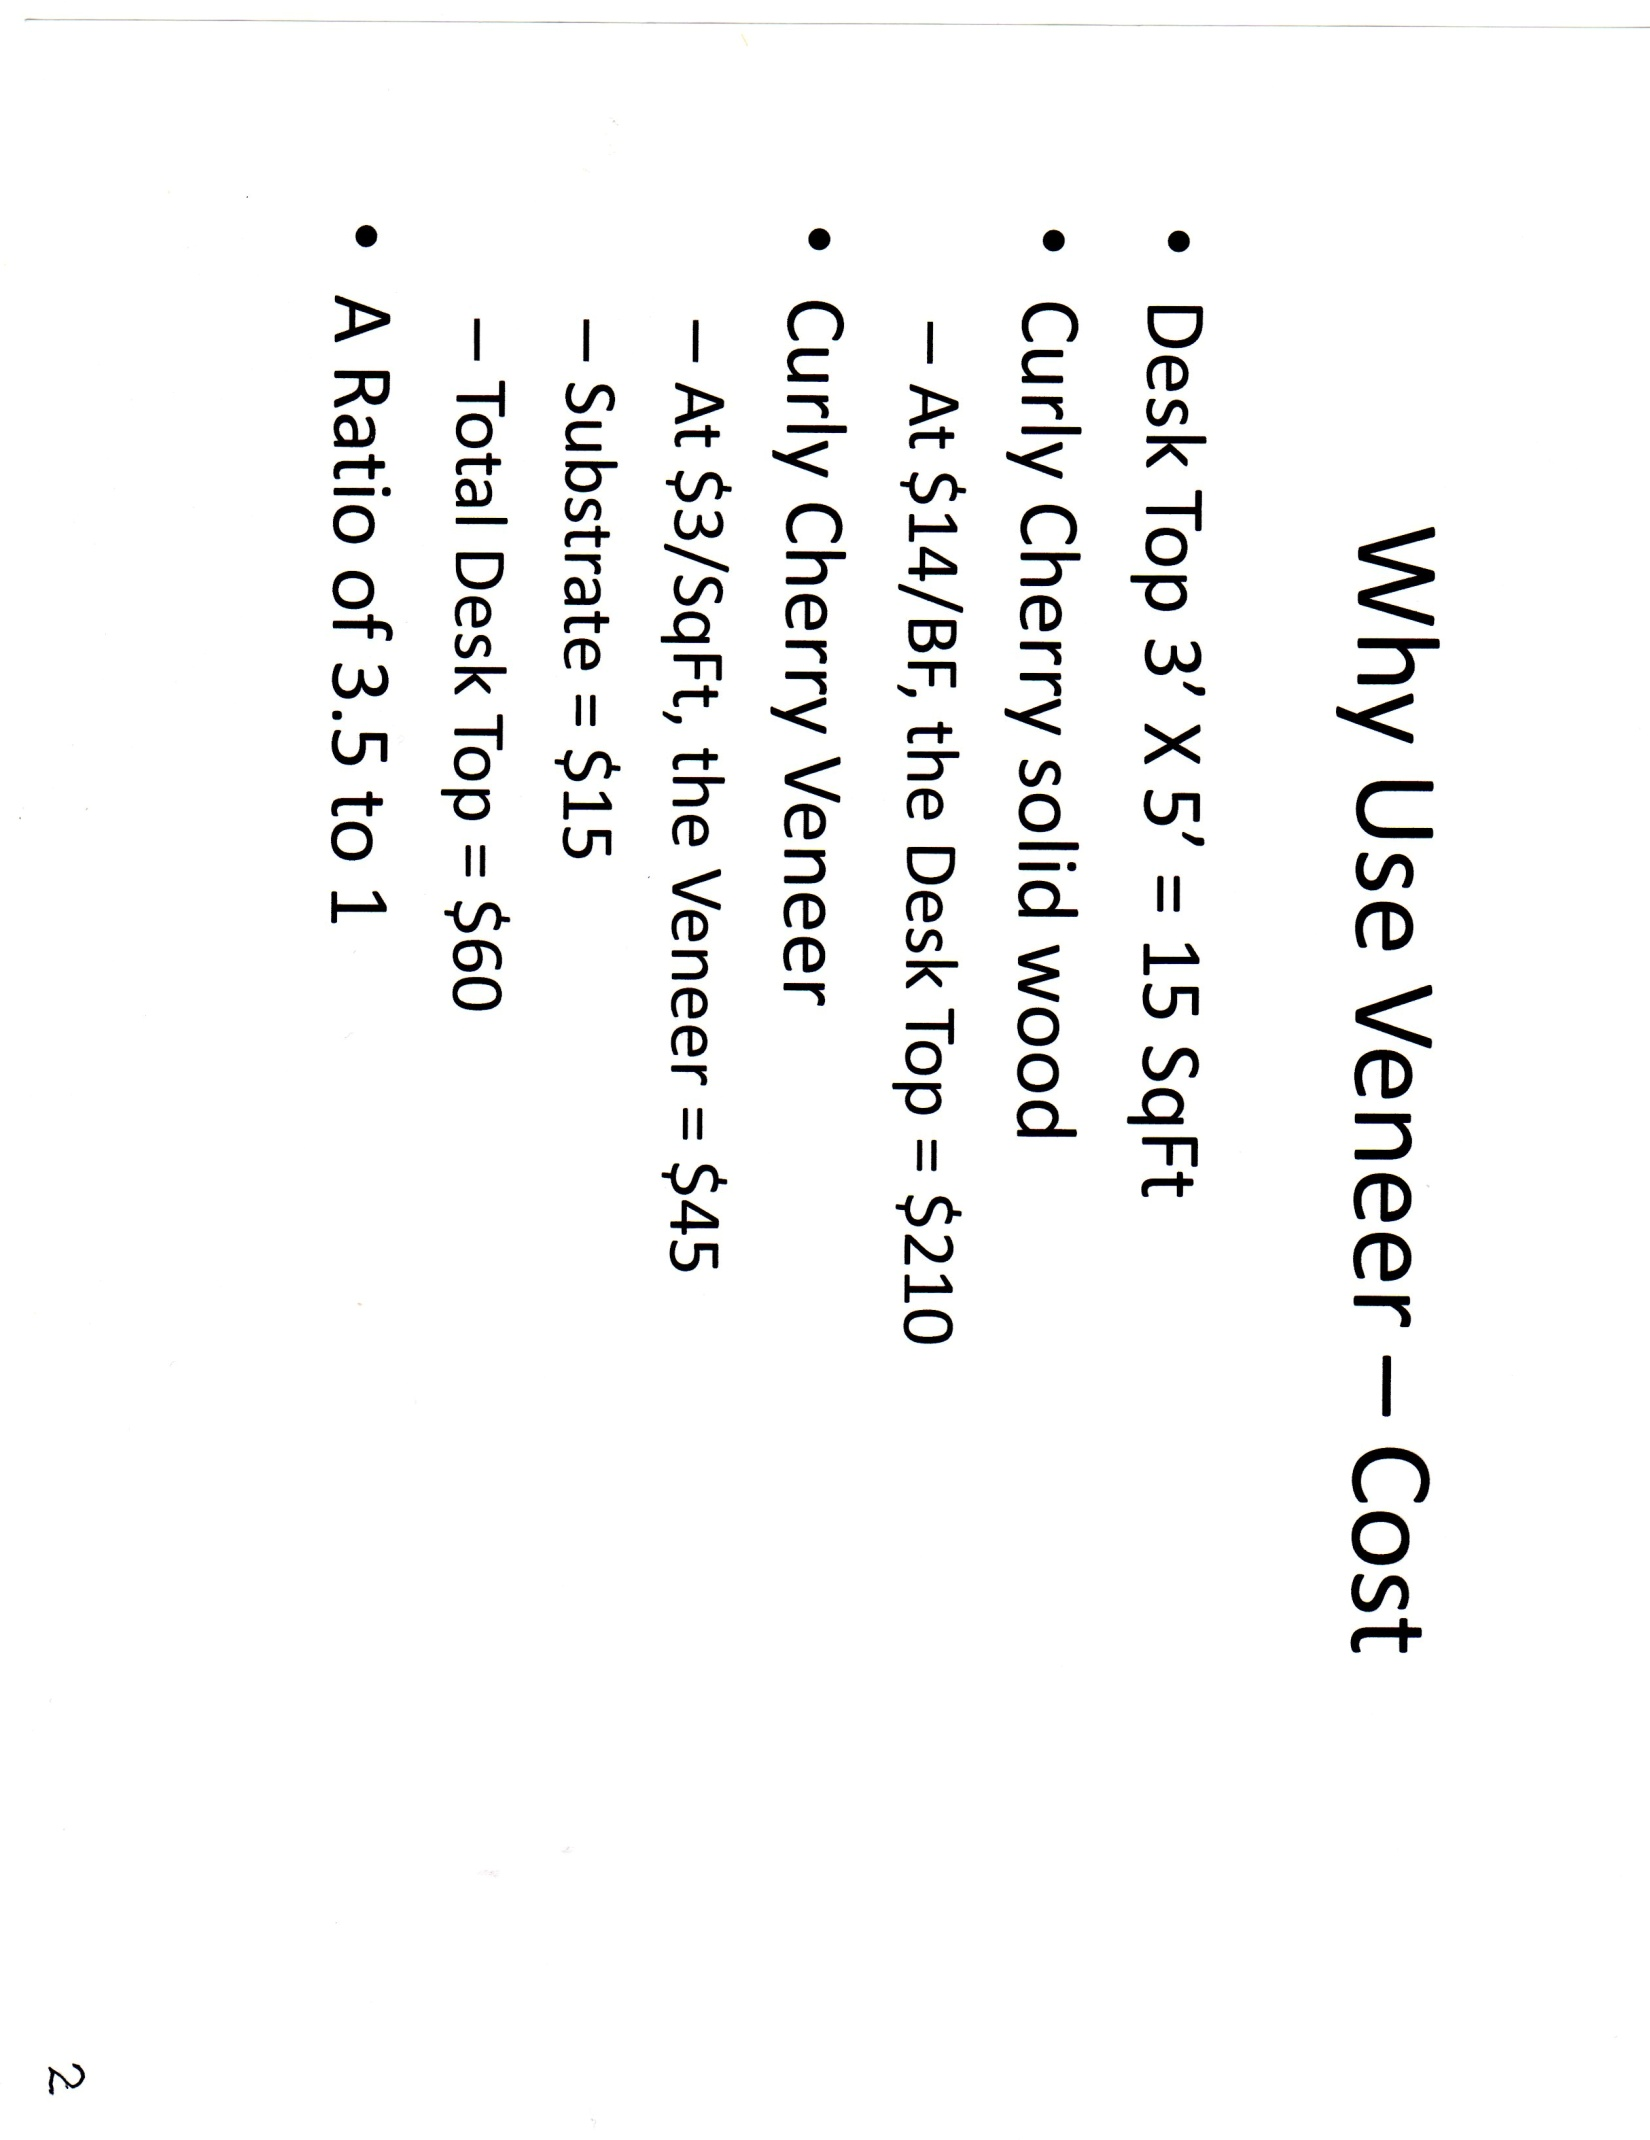 Why Use Veneer – Cost
• Desk Top 3’ X 5’ = 15 SqFt
• Curly Cherry solid wood
– At $14/BF, the Desk Top = $210
• Curly Cherry Veneer
– At $3/SqFt, the Veneer = $45
– Substrate = $15
– Total Desk Top = $60
• A Ratio of 3.5 to 1
2